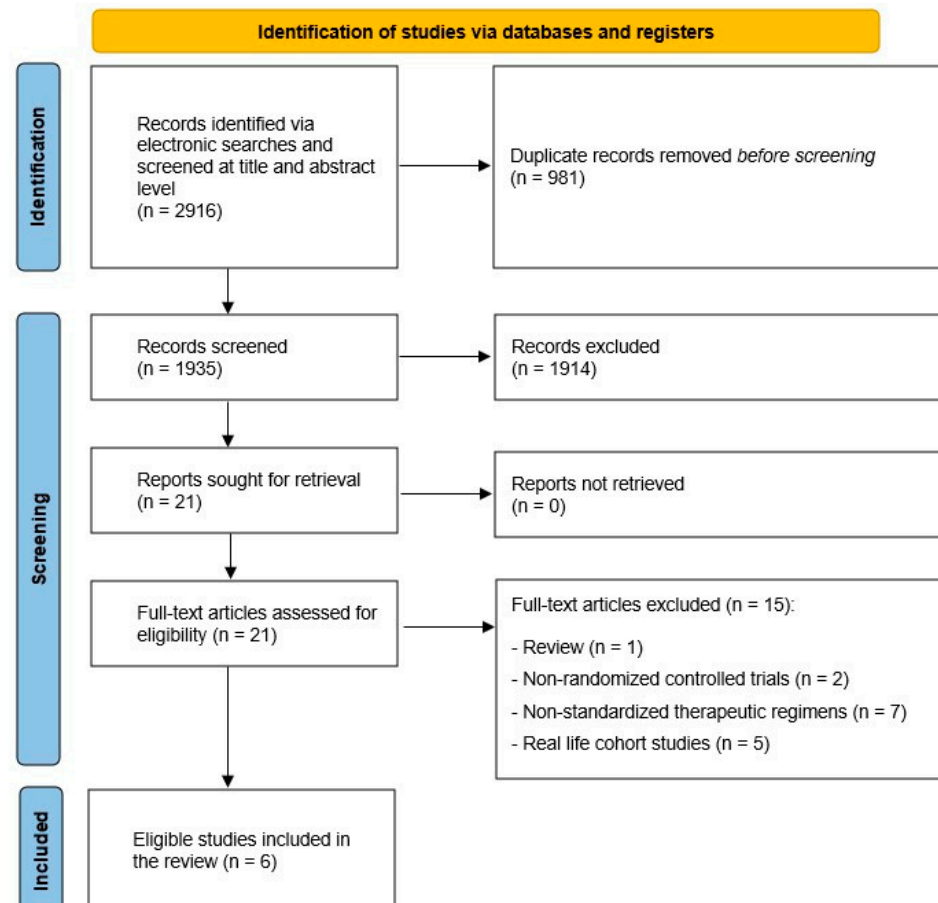 Identification of studies via databases and registers
Identification
Records identified via
electronic searches and
screened at title and abstract
level
(n = 2916)
Duplicate records removed before screening
(n = 981)
Screening
Records screened
(n = 1935)
Records excluded
(n = 1914)
Reports sought for retrieval
(n = 21)
Reports not retrieved
(n = 0)
Full-text articles assessed for
eligibility (n = 21)
Full-text articles excluded (n = 15):
- Review (n = 1)
- Non-randomized controlled trials (n = 2)
- Non-standardized therapeutic regimens (n = 7)
- Real life cohort studies (n = 5)
Included
Eligible studies included in
the review (n = 6)